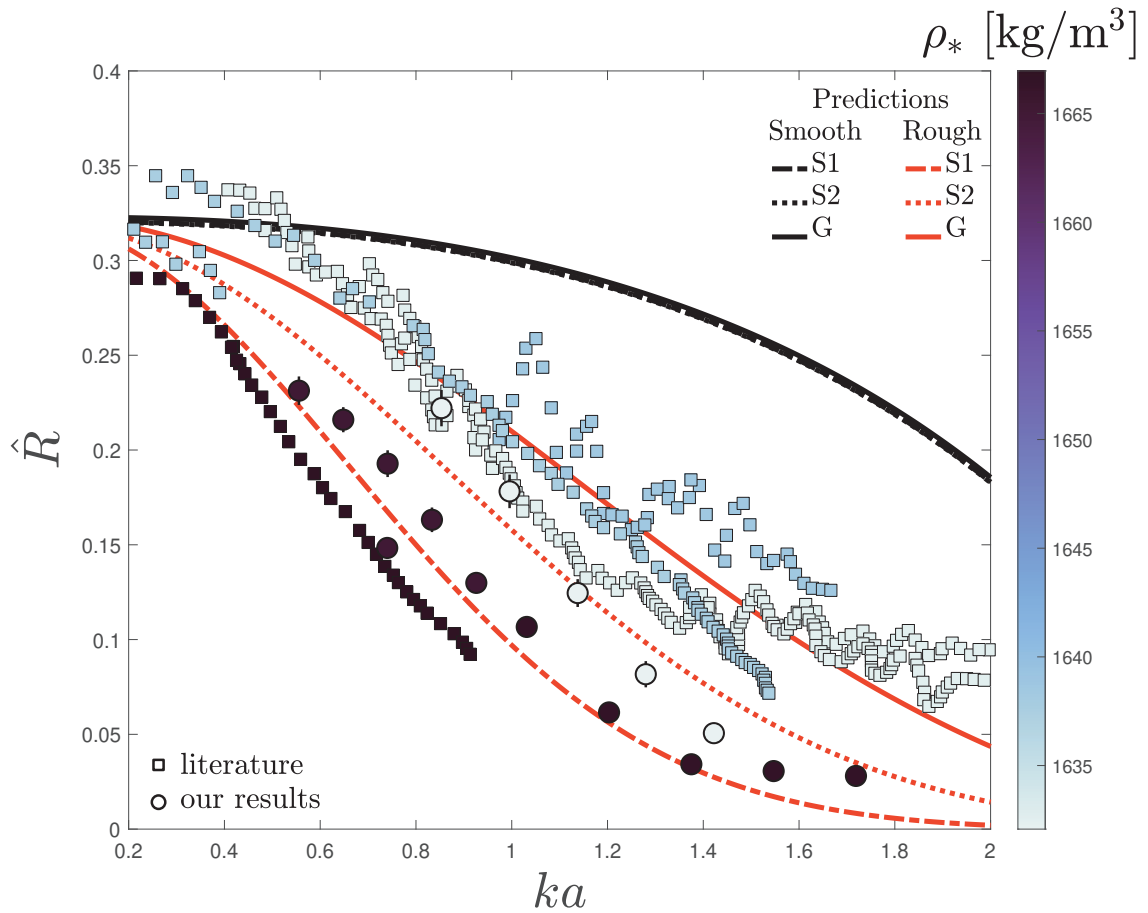 ρ* [kg/m³]
0.4
0.35
0.3
0.25
0.2
0.15
0.1
0.05
0
R̂
Predictions
Smooth Rough
S1 S1
S2 S2
G G
literature
our results
0.2 0.4 0.6 0.8 1 1.2 1.4 1.6 1.8 2
ka
1665
1660
1655
1650
1645
1640
1635